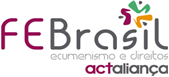 FEBrasil
ecumenismo e direitos
actaliança